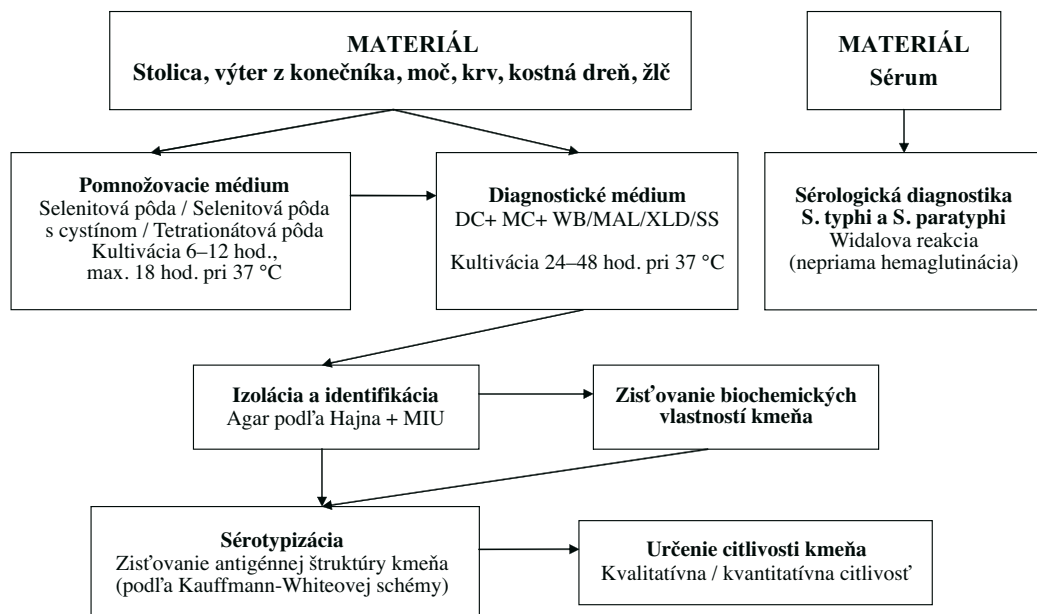 MATERIÁL
Stolica, výter z konečníka, moč, krv, kostná dreň, žlč
MATERIÁL
Sérum
Pomnožovacie médium
Selenitová pôda / Selenitová pôda
s cystínom / Tetrationátová pôda
Kultivácia 6–12 hod.,
max. 18 hod. pri 37 °C
Diagnostické médium
DC+ MC+ WB/MAL/XLD/SS
Kultivácia 24–48 hod. pri 37 °C
Sérologická diagnostika
S. typhi a S. paratyphi
Widalova reakcia
(nepriama hemaglutinácia)
Izolácia a identifikácia
Agar podľa Hajna + MIU
Zisťovanie biochemických
vlastností kmeňa
Sérotypizácia
Zisťovanie antigénnej štruktúry kmeňa
(podľa Kauffmann-Whiteovej schémy)
Určenie citlivosti kmeňa
Kvalitatívna / kvantitatívna citlivosť